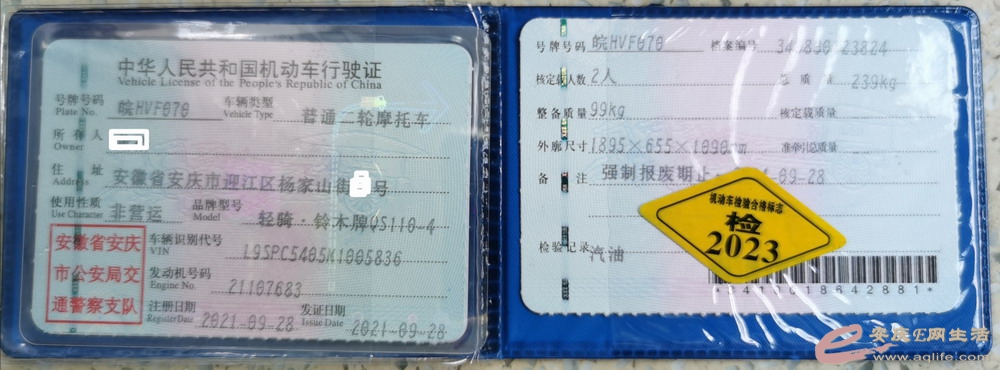 中华人民共和国机动车行驶证
Vehicle License of the People's Republic of China
号牌号码 皖HVF070 车辆类型 普通二轮摩托车
Plate No. Vehicle Type
所有人
Owner
住 址 安徽省安庆市迎江区杨家山街 号
Address
使用性质 非营运 品牌型号 轻骑·铃木牌QS110-4
Use Character Model
安徽省安庆
市公安局交
通警察支队
车辆识别代号 L9SPC5405M1005836
VIN
发动机号码 21107683
Engine No.
注册日期 2021-09-28 发证日期 2021-09-28
Register Date Issue Date
号牌号码 皖HVF070 档案编号
核定载人数 2人 总质量 239kg
整备质量 99kg 核定载质量
外廓尺寸 1895×655×1090mm 准牵引总质量
备 注 强制报废期止: 09-28
机动车检验合格标志
检
2023
检验记录 汽油
安庆E网生活
www.aqlife.com